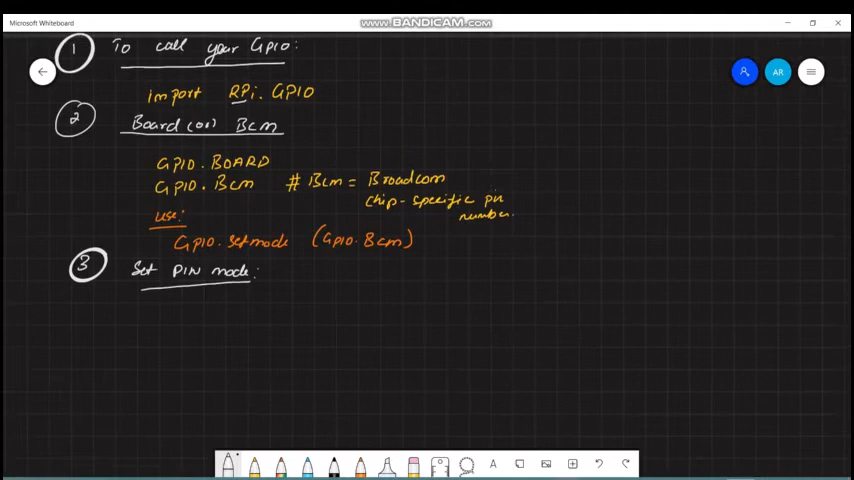 Microsoft Whiteboard
www.BANDICAM.com
1 To call your GPIO:
import RPi.GPIO
2 Board (or) Bcm
GPIO.BOARD
GPIO.Bcm # Bcm = Broadcom
chip-specific pin
number.
use:
GPIO.setmode (GPIO.Bcm)
3 Set PIN mode:
AR
A